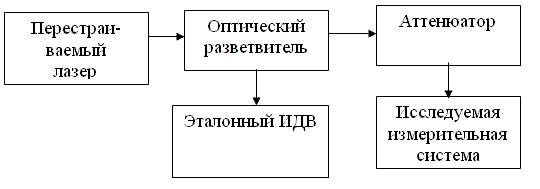 Перестраи-
ваемый
лазер
Оптический
разветвитель
Аттенюатор
Эталонный ИДВ
Исследуемая
измерительная
система